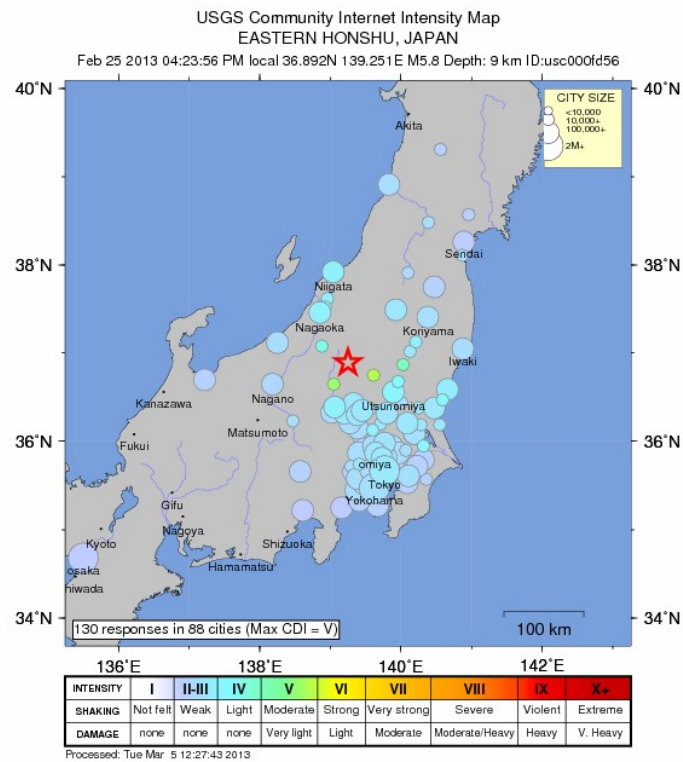 USGS Community Internet Intensity Map
EASTERN HONSHU, JAPAN
Feb 25 2013 04:23:56 PM local 36.892N 139.251E M5.8 Depth: 9 km ID:usc000fd56
40˚N
40˚N
CITY SIZE
<10,000
10,000+
100,000+
2M+
Akita
38˚N
38˚N
Sendai
Niigata
Nagaoka
Koriyama
Iwaki
Kanazawa
Nagano
Utsunomiya
Matsumoto
36˚N
36˚N
Fukui
omiya
Tokyo
Yokohama
Gifu
Nagoya
Kyoto
Shizuoka
Hamamatsu
osaka
hiwada
34˚N
34˚N
130 responses in 88 cities (Max CDI = V)
100 km
136˚E
138˚E
140˚E
142˚E
INTENSITY I II-III IV V VI VII VIII IX X+
SHAKING Not felt Weak Light Moderate Strong Very strong Severe Violent Extreme
DAMAGE none none none Very light Light Moderate Moderate/Heavy Heavy V. Heavy
Processed: Tue Mar 5 12:27:43 2013